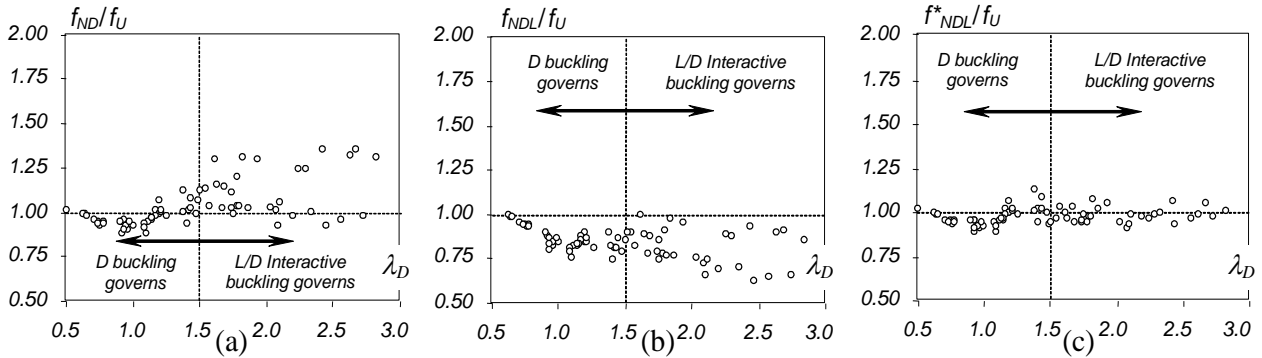 f_ND/f_U
2.00
1.75
1.50
1.25
1.00
0.75
0.50
D buckling
governs
L/D Interactive
buckling governs
λ_D
0.5 1.0 1.5 2.0 2.5 3.0
(a)
f_NDL/f_U
2.00
1.75
1.50
1.25
1.00
0.75
0.50
D buckling
governs
L/D Interactive
buckling governs
λ_D
0.5 1.0 1.5 2.0 2.5 3.0
(b)
f*_NDL/f_U
2.00
1.75
1.50
1.25
1.00
0.75
0.50
D buckling
governs
L/D Interactive
buckling governs
λ_D
0.5 1.0 1.5 2.0 2.5 3.0
(c)